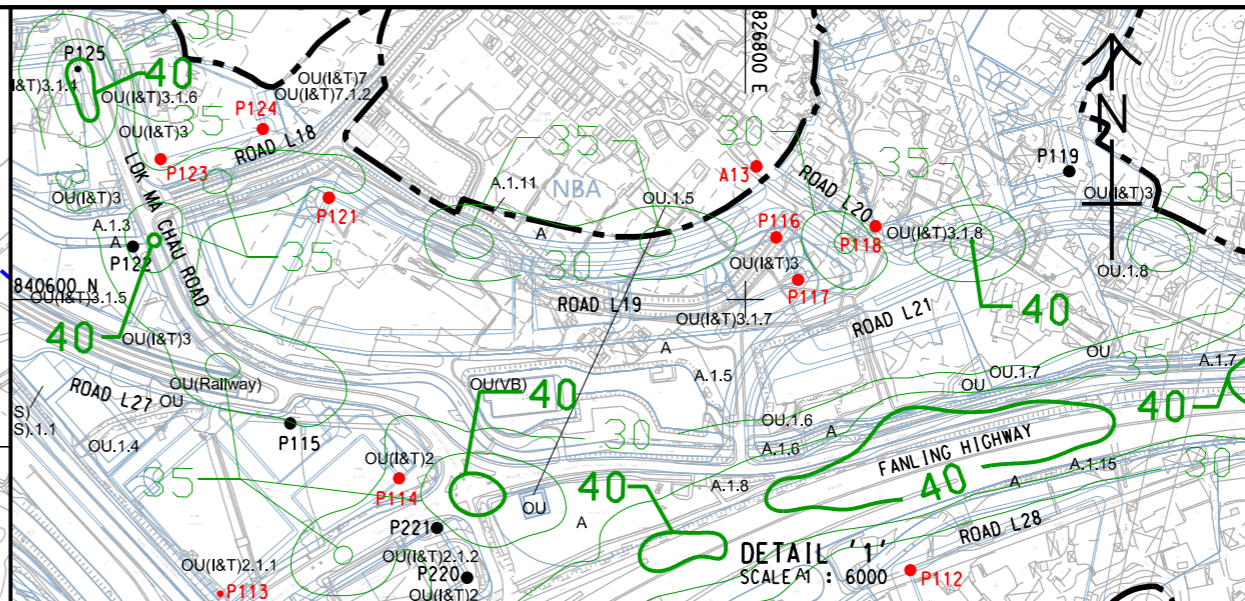 30
P125
40
OU(I&T)7
OU(I&T)7.1.2
I&T)3.1.4
OU(I&T)3.1.6
35
P124
OU(I&T)3
ROAD L18
P123
LOK MA CHAU ROAD
OU(I&T)3
P121
A.1.3
A
P122
35
840600 N
OU(I&T)3.1.5
40
OU(I&T)3
826800 E
35
30
A.1.11
NBA
OU.1.5
A
A13
ROAD L20
35
P116
P118
OU(I&T)3.1.8
P119
N
OU(I&T)3
30
OU.1.8
30
OU(I&T)3
P117
ROAD L19
OU(I&T)3.1.7
ROAD L21
40
A
OU(Railway)
ROAD L27
OU
OU(VB)
40
A.1.5
OU
OU.1.7
35
A.1.7
40
S)
S).1.1
OU.1.4
P115
30
OU.1.6
A
A.1.6
FANLING HIGHWAY
A.1.15
30
35
OU(I&T)2
P114
OU
40
A.1.8
40
A
P221
A
OU(I&T)2.1.2
OU(I&T)2.1.1
P220
OU(I&T)2
P113
DETAIL '1'
SCALE 1 : 6000
A
ROAD L28
P112